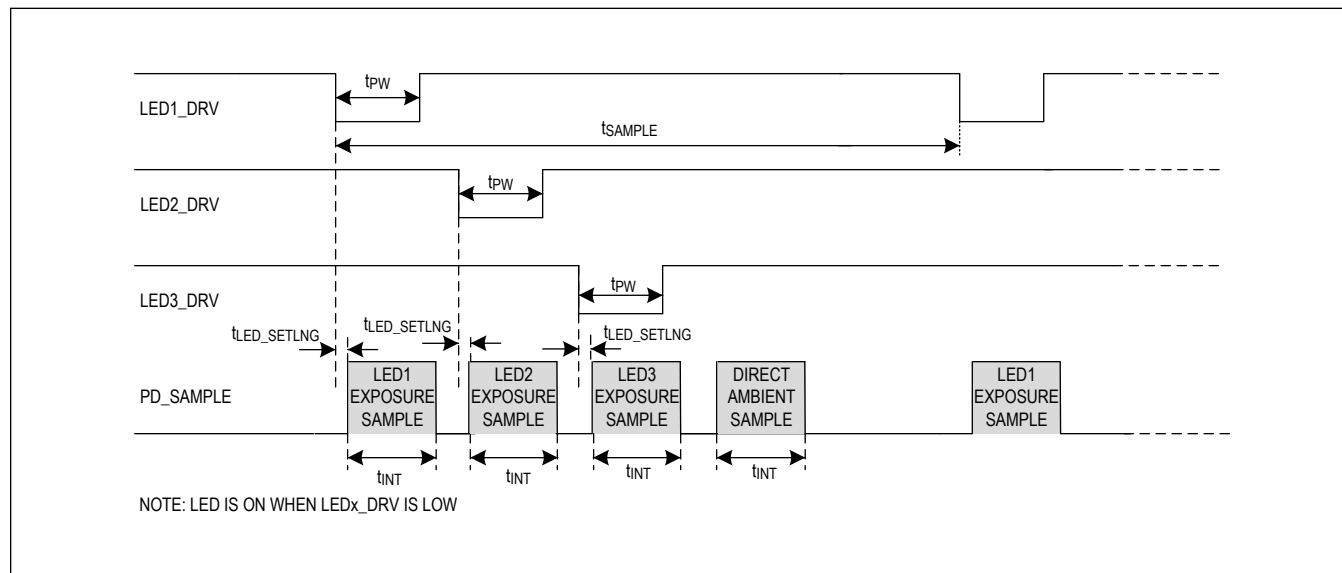 tPW
LED1_DRV
tSAMPLE
tPW
LED2_DRV
tPW
LED3_DRV
tLED_SETLNG
tLED_SETLNG
tLED_SETLNG
PD_SAMPLE
LED1
EXPOSURE
SAMPLE
LED2
EXPOSURE
SAMPLE
LED3
EXPOSURE
SAMPLE
DIRECT
AMBIENT
SAMPLE
LED1
EXPOSURE
SAMPLE
tINT
tINT
tINT
tINT
NOTE: LED IS ON WHEN LEDx_DRV IS LOW